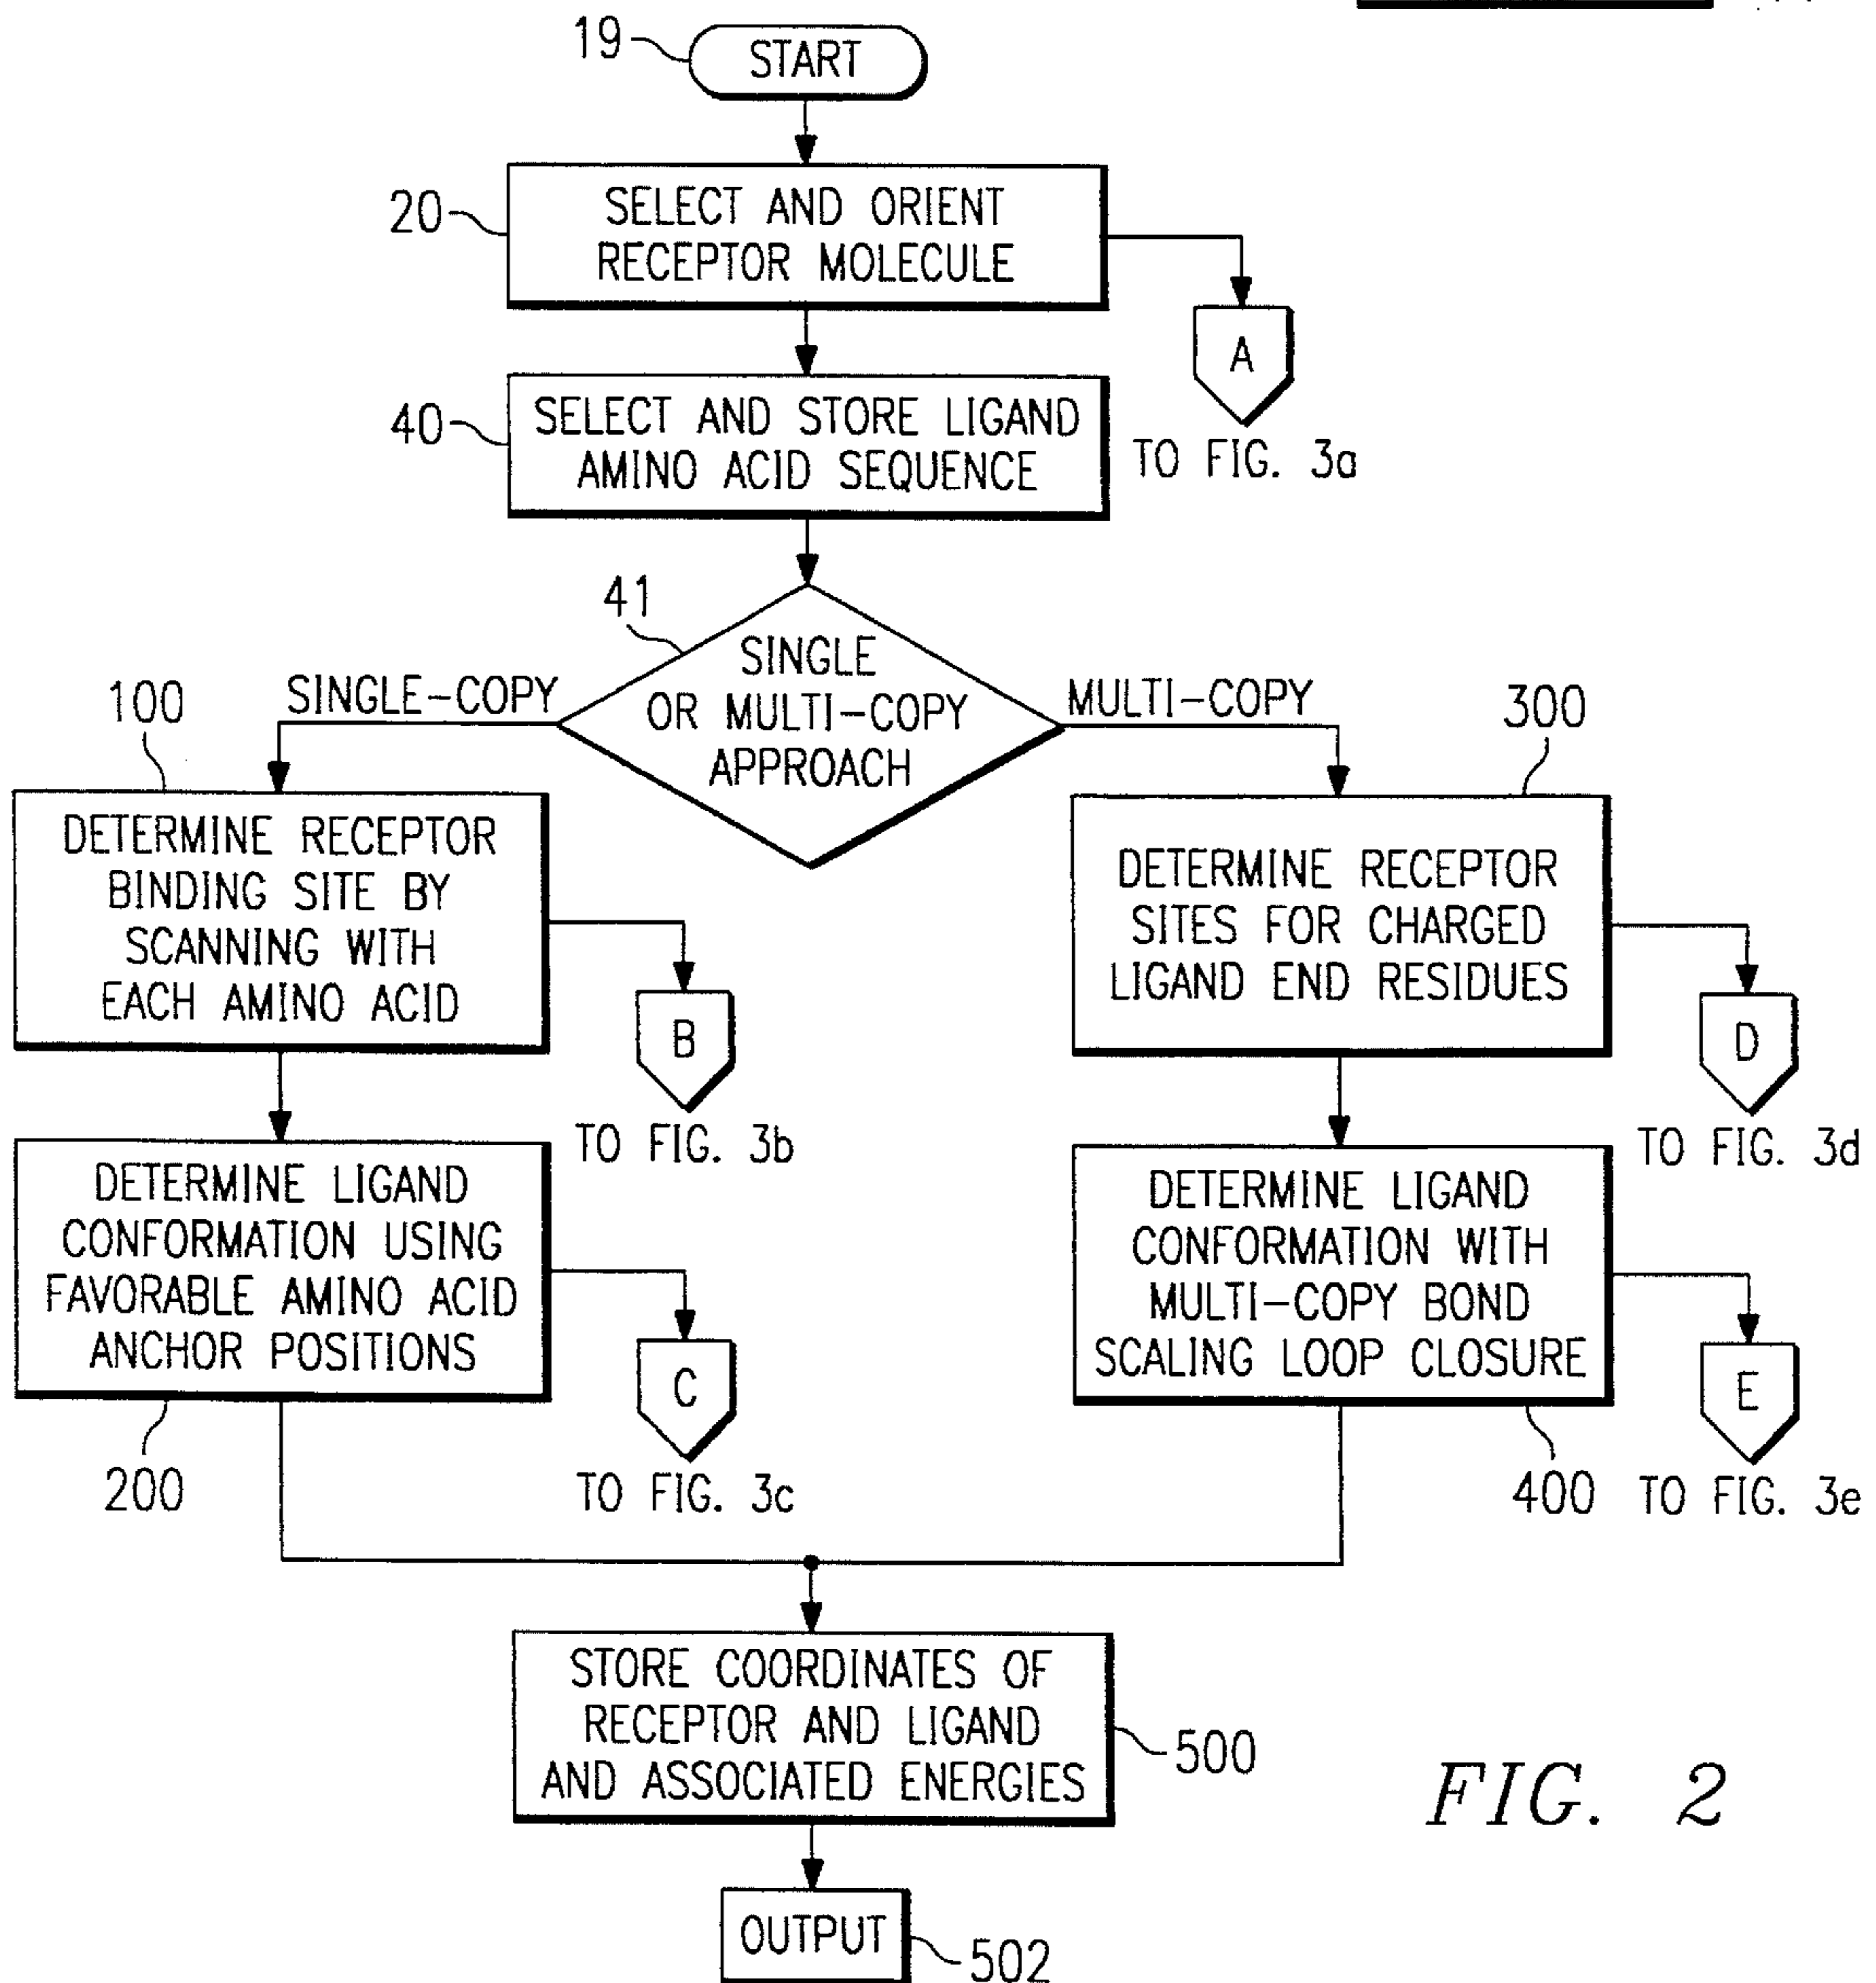 19
START
20
SELECT AND ORIENT
RECEPTOR MOLECULE
A
TO FIG. 3a
40
SELECT AND STORE LIGAND
AMINO ACID SEQUENCE
41
SINGLE
OR MULTI-COPY
APPROACH
SINGLE-COPY
MULTI-COPY
100
DETERMINE RECEPTOR
BINDING SITE BY
SCANNING WITH
EACH AMINO ACID
B
TO FIG. 3b
300
DETERMINE RECEPTOR
SITES FOR CHARGED
LIGAND END RESIDUES
D
TO FIG. 3d
DETERMINE LIGAND
CONFORMATION USING
FAVORABLE AMINO ACID
ANCHOR POSITIONS
200
C
TO FIG. 3c
DETERMINE LIGAND
CONFORMATION WITH
MULTI-COPY BOND
SCALING LOOP CLOSURE
400
E
TO FIG. 3e
STORE COORDINATES OF
RECEPTOR AND LIGAND
AND ASSOCIATED ENERGIES
500
OUTPUT
502
FIG. 2